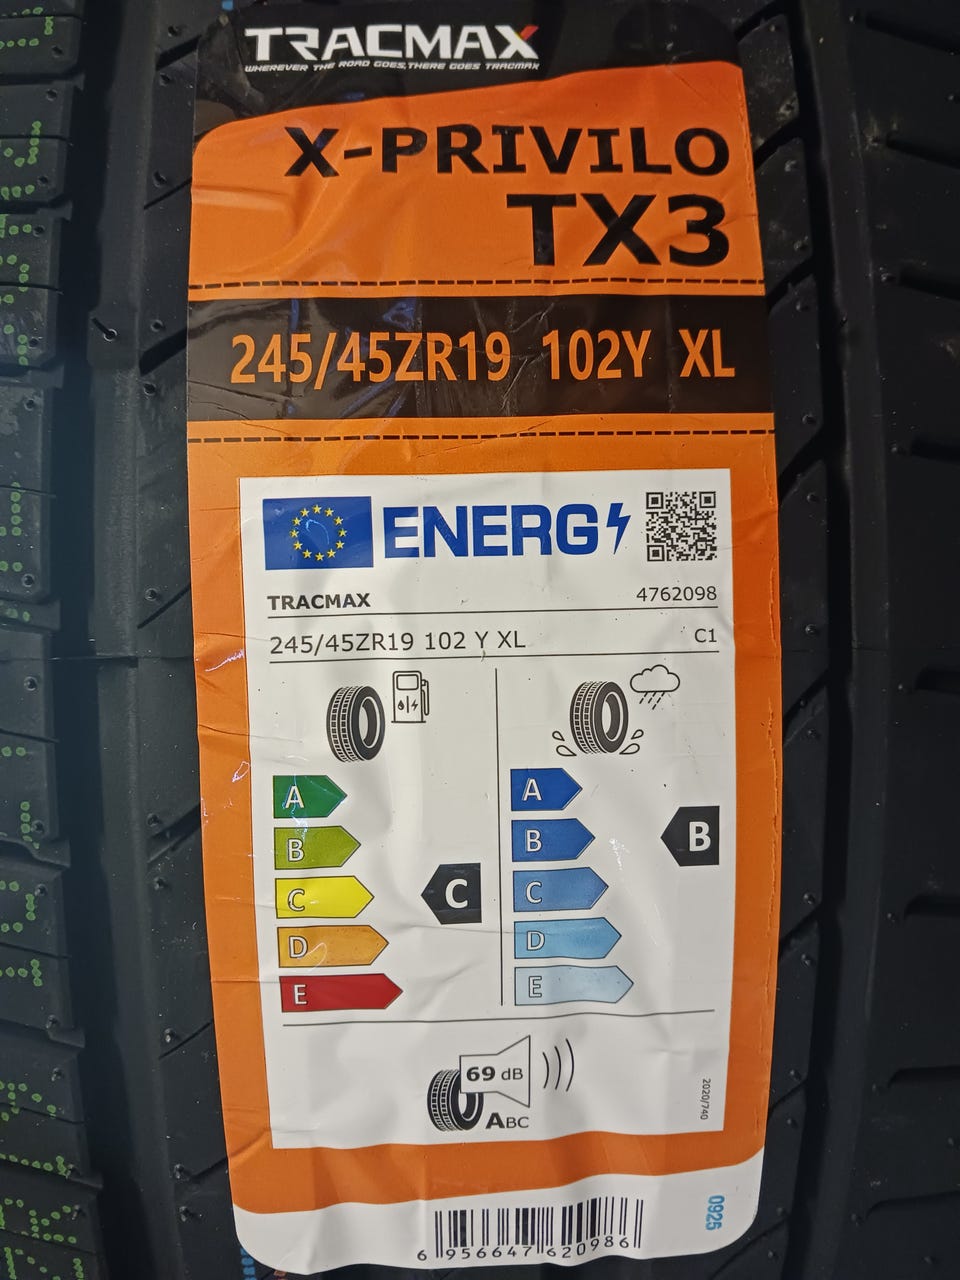 TRACMAX
WHEREVER THE ROAD GOES,THERE GOES TRACMAX
X-PRIVILO
TX3
245/45ZR19 102Y XL
ENERG
TRACMAX 4762098
245/45ZR19 102 Y XL C1
A A
B B B
C C C
D D
E E
69 dB
ABC
2020/740
0925
6 956647 620986